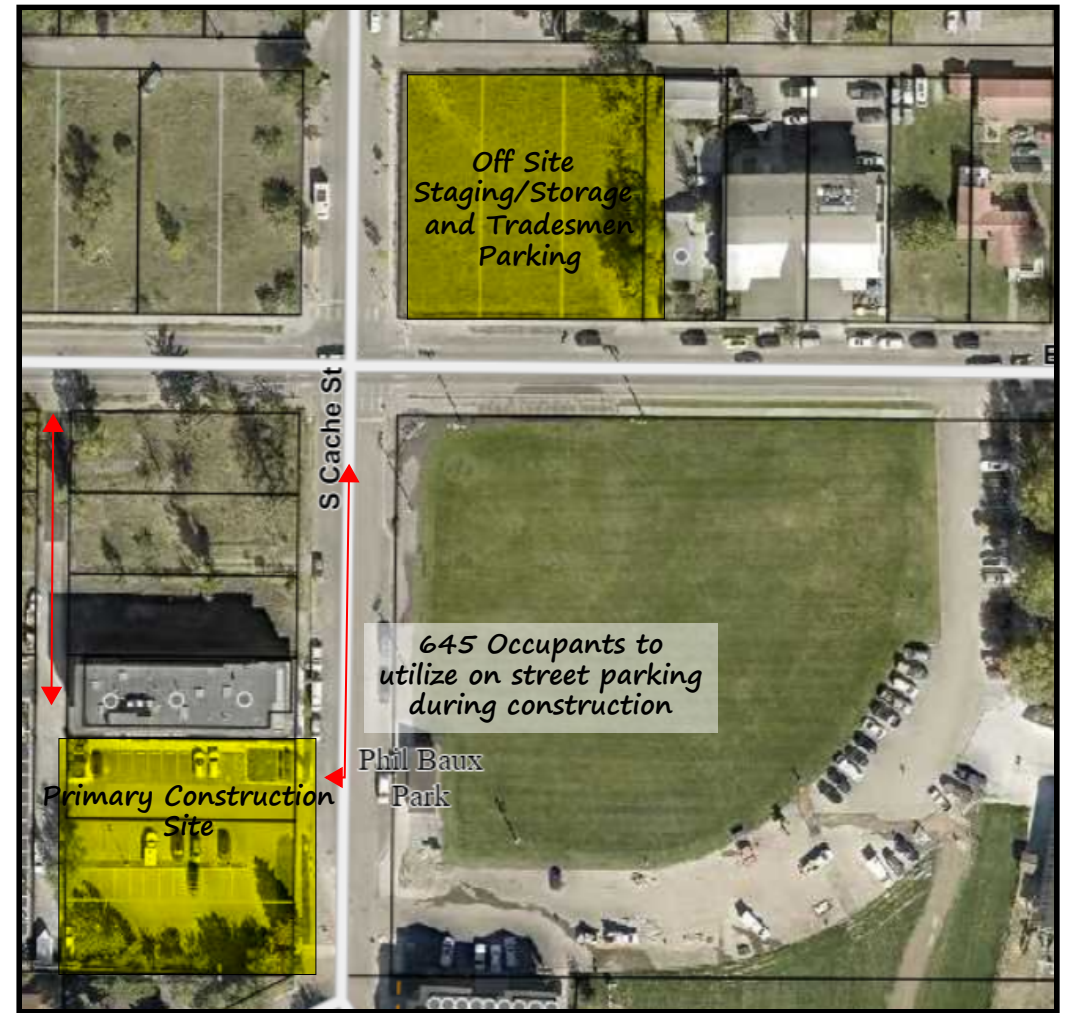 Off Site
Staging/Storage
and Tradesmen
Parking
S Cache St
645 Occupants to
utilize on street parking
during construction
Phil Baux
Park
Primary Construction
Site